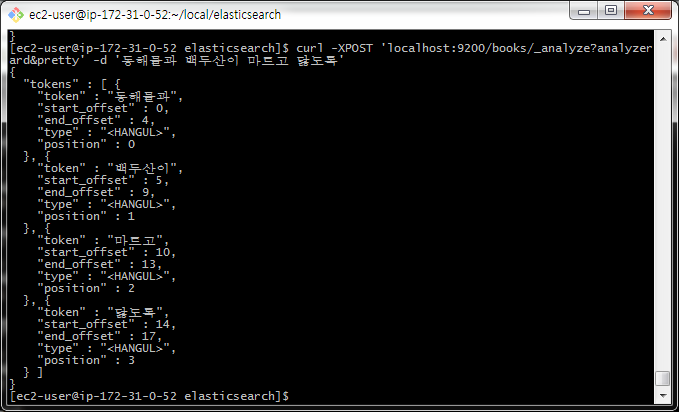 ec2-user@ip-172-31-0-52:~/local/elasticsearch
}
[ec2-user@ip-172-31-0-52 elasticsearch]$ curl -XPOST 'localhost:9200/books/_analyze?analyzer
ard&pretty' -d '동해물과 백두산이 마르고 닳도록'
{
  "tokens" : [ {
    "token" : "동해물과",
    "start_offset" : 0,
    "end_offset" : 4,
    "type" : "<HANGUL>",
    "position" : 0
  }, {
    "token" : "백두산이",
    "start_offset" : 5,
    "end_offset" : 9,
    "type" : "<HANGUL>",
    "position" : 1
  }, {
    "token" : "마르고",
    "start_offset" : 10,
    "end_offset" : 13,
    "type" : "<HANGUL>",
    "position" : 2
  }, {
    "token" : "닳도록",
    "start_offset" : 14,
    "end_offset" : 17,
    "type" : "<HANGUL>",
    "position" : 3
  } ]
}
[ec2-user@ip-172-31-0-52 elasticsearch]$